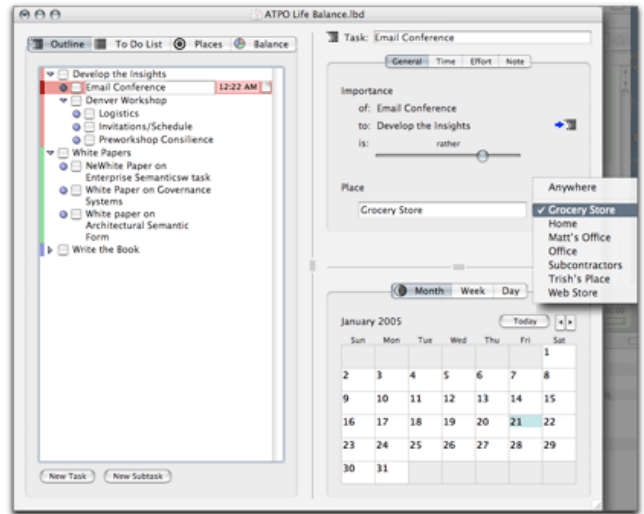 ATPO Life Balance.lbd
Outline To Do List Places Balance
Develop the Insights
Email Conference 12:22 AM
Denver Workshop
Logistics
Invitations/Schedule
Preworkshop Consilience
White Papers
NeWhite Paper on
Enterprise Semanticsw task
White Paper on Governance
Systems
White paper on
Architectural Semantic
Form
Write the Book
New Task New Subtask
Task: Email Conference
General Time Effort Note
Importance
of: Email Conference
to: Develop the Insights
is: rather
Place
Grocery Store
Anywhere
✓ Grocery Store
Home
Matt's Office
Office
Subcontractors
Trish's Place
Web Store
Month Week Day
January 2005 Today
Sun Mon Tue Wed Thu Fri Sat
1
2 3 4 5 6 7 8
9 10 11 12 13 14 15
16 17 18 19 20 21 22
23 24 25 26 27 28 29
30 31